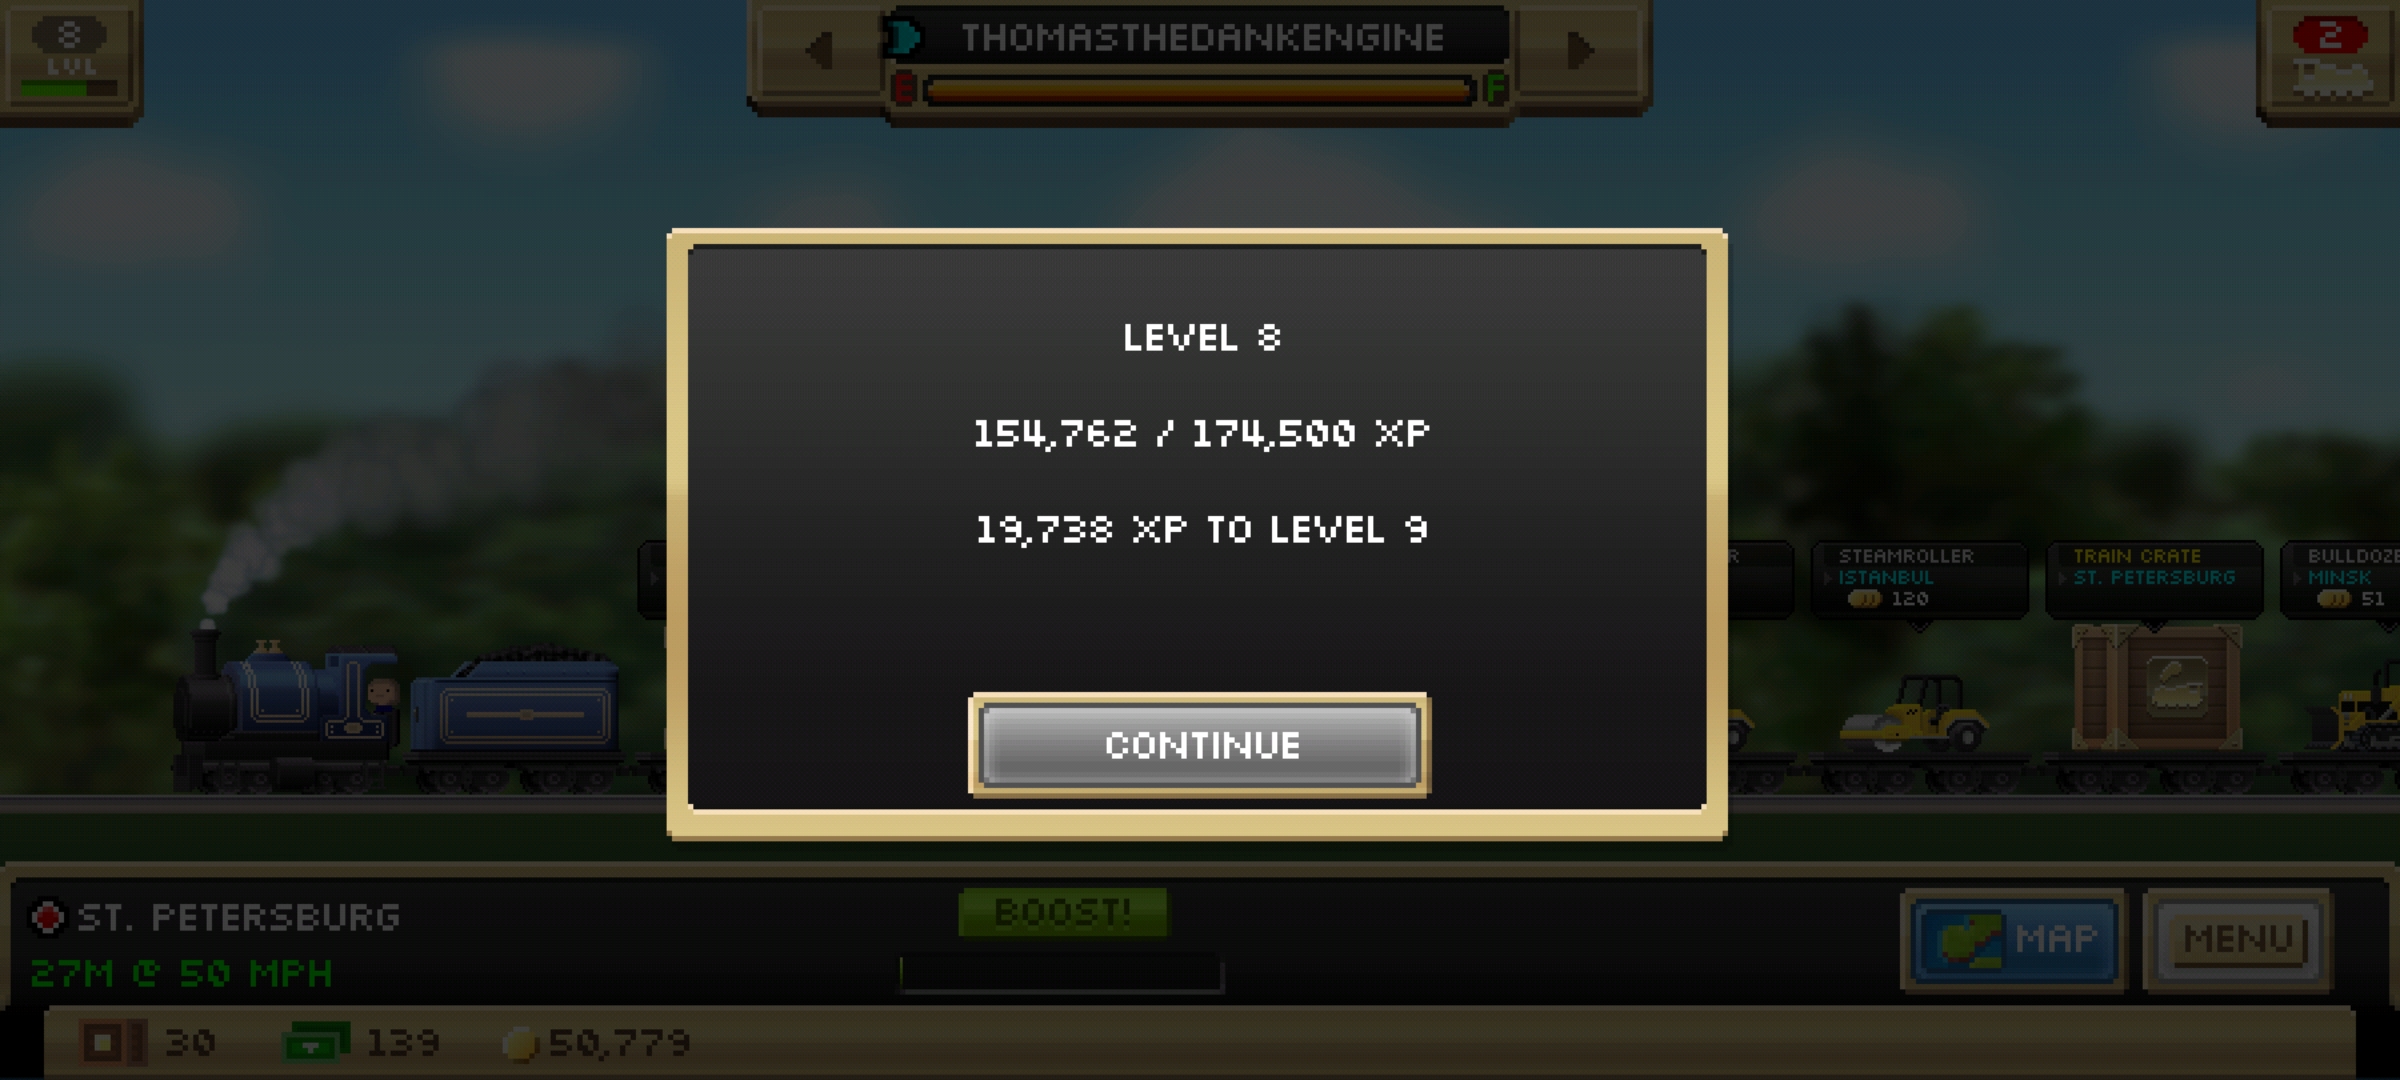 8
LVL
THOMASTHEDANKENGINE
E F
2
LEVEL 8
154,762 / 174,500 XP
19,738 XP TO LEVEL 9
CONTINUE
STEAMROLLER
ISTANBUL
120
TRAIN CRATE
ST. PETERSBURG
MINSK
51
ST. PETERSBURG
27M @ 50 MPH
BOOST!
MAP
MENU
30
139
50,779